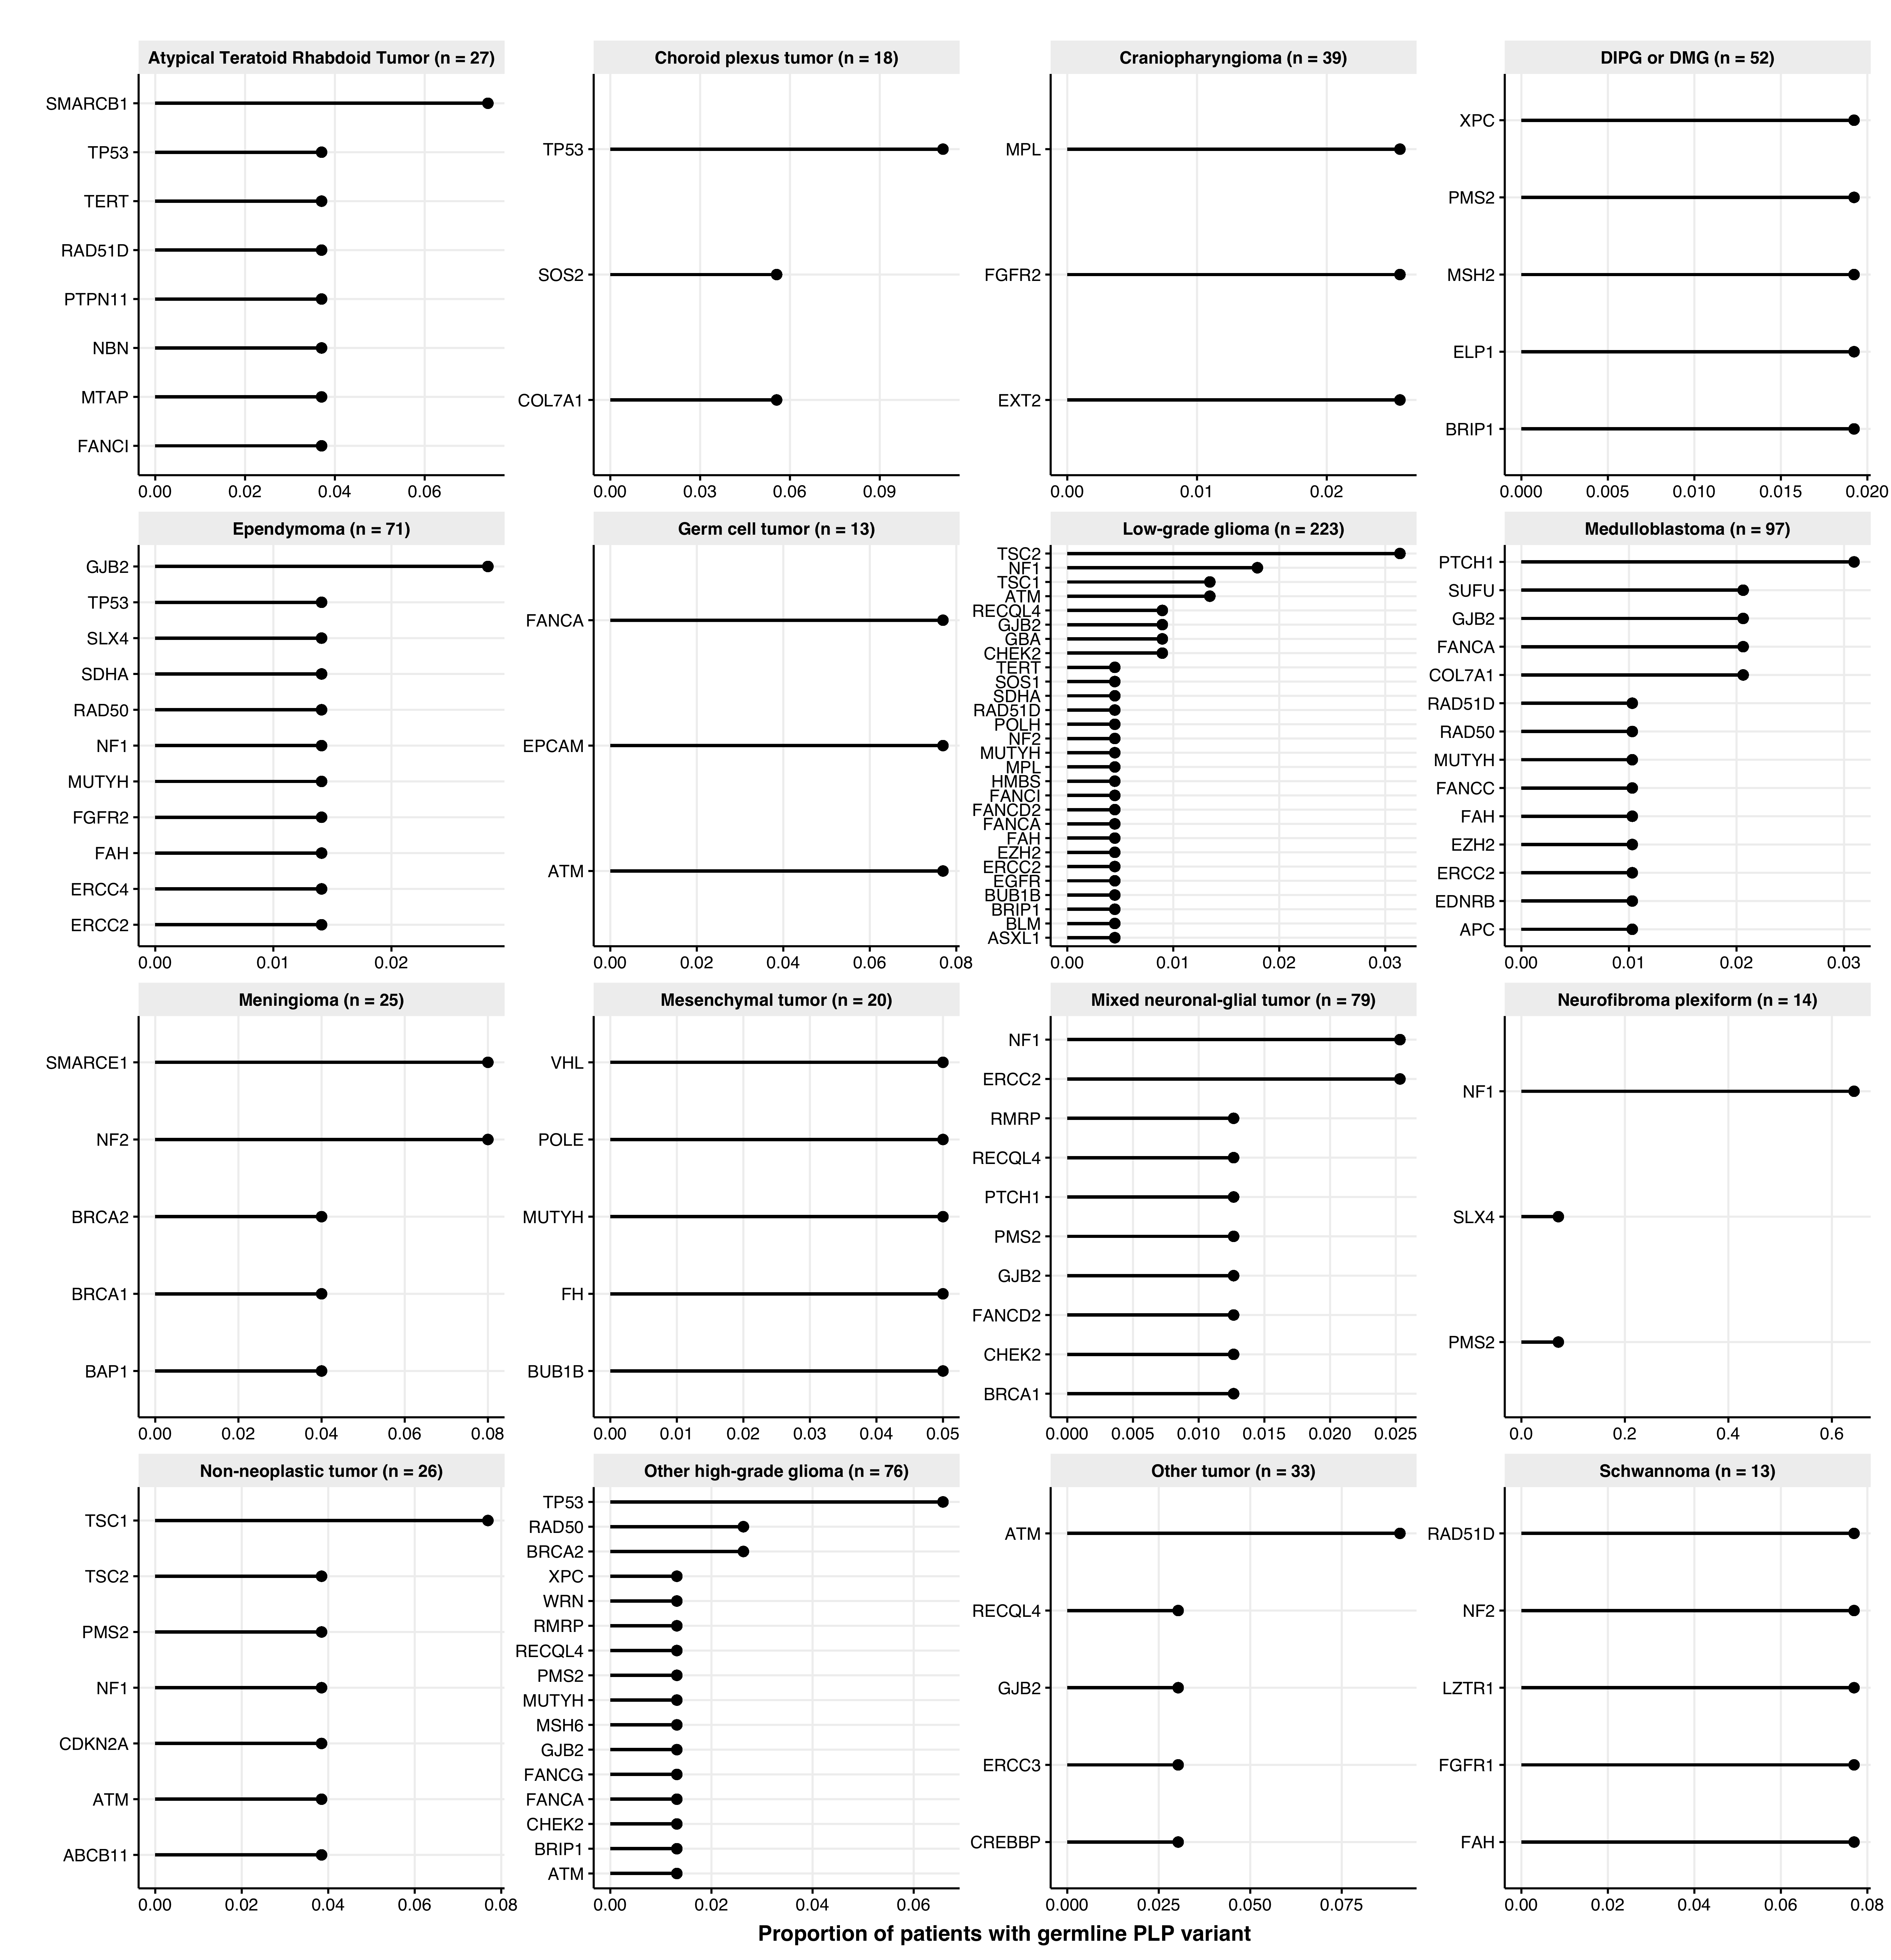 Atypical Teratoid Rhabdoid Tumor (n = 27)
SMARCB1
TP53
TERT
RAD51D
PTPN11
NBN
MTAP
FANCI
0.00 0.02 0.04 0.06
Choroid plexus tumor (n = 18)
TP53
SOS2
COL7A1
0.00 0.03 0.06 0.09
Craniopharyngioma (n = 39)
MPL
FGFR2
EXT2
0.00 0.01 0.02
DIPG or DMG (n = 52)
XPC
PMS2
MSH2
ELP1
BRIP1
0.000 0.005 0.010 0.015 0.020
Ependymoma (n = 71)
GJB2
TP53
SLX4
SDHA
RAD50
NF1
MUTYH
FGFR2
FAH
ERCC4
ERCC2
0.00 0.01 0.02
Germ cell tumor (n = 13)
FANCA
EPCAM
ATM
0.00 0.02 0.04 0.06 0.08
Low-grade glioma (n = 223)
TSC2
NF1
TSC1
ATM
RECQL4
GJB2
GBA
CHEK2
TERT
SOS1
SDHA
RAD51D
POLH
NF2
MUTYH
MPL
HMBS
FANCI
FANCD2
FANCA
FAH
EZH2
ERCC2
EGFR
BUB1B
BRIP1
BLM
ASXL1
0.00 0.01 0.02 0.03
Medulloblastoma (n = 97)
PTCH1
SUFU
GJB2
FANCA
COL7A1
RAD51D
RAD50
MUTYH
FANCC
FAH
EZH2
ERCC2
EDNRB
APC
0.00 0.01 0.02 0.03
Meningioma (n = 25)
SMARCE1
NF2
BRCA2
BRCA1
BAP1
0.00 0.02 0.04 0.06 0.08
Mesenchymal tumor (n = 20)
VHL
POLE
MUTYH
FH
BUB1B
0.00 0.01 0.02 0.03 0.04 0.05
Mixed neuronal-glial tumor (n = 79)
NF1
ERCC2
RMRP
RECQL4
PTCH1
PMS2
GJB2
FANCD2
CHEK2
BRCA1
0.000 0.005 0.010 0.015 0.020 0.025
Neurofibroma plexiform (n = 14)
NF1
SLX4
PMS2
0.0 0.2 0.4 0.6
Non-neoplastic tumor (n = 26)
TSC1
TSC2
PMS2
NF1
CDKN2A
ATM
ABCB11
0.00 0.02 0.04 0.06 0.08
Other high-grade glioma (n = 76)
TP53
RAD50
BRCA2
XPC
WRN
RMRP
RECQL4
PMS2
MUTYH
MSH6
GJB2
FANCG
FANCA
CHEK2
BRIP1
ATM
0.00 0.02 0.04 0.06
Other tumor (n = 33)
ATM
RECQL4
GJB2
ERCC3
CREBBP
0.000 0.025 0.050 0.075
Schwannoma (n = 13)
RAD51D
NF2
LZTR1
FGFR1
FAH
0.00 0.02 0.04 0.06 0.08
Proportion of patients with germline PLP variant